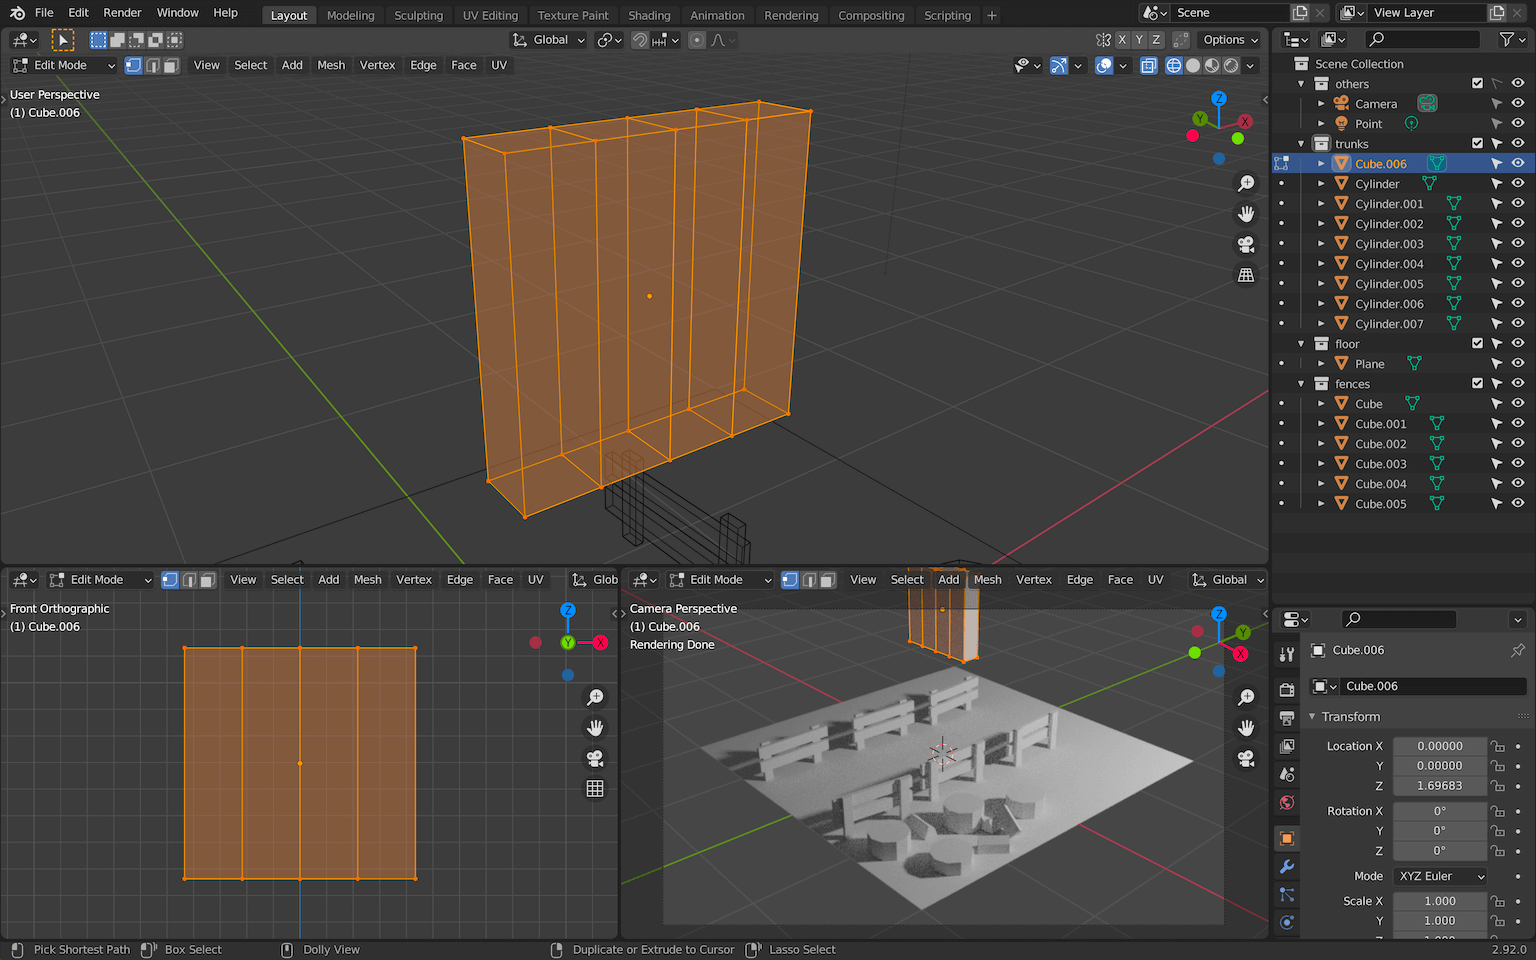 File Edit Render Window Help Layout Modeling Sculpting UV Editing Texture Paint Shading Animation Rendering Compositing Scripting + Scene View Layer
Global X Y Z Options
Edit Mode View Select Add Mesh Vertex Edge Face UV
User Perspective
(1) Cube.006
Z
Y
X
Scene Collection
others
Camera
Point
trunks
Cube.006
Cylinder
Cylinder.001
Cylinder.002
Cylinder.003
Cylinder.004
Cylinder.005
Cylinder.006
Cylinder.007
floor
Plane
fences
Cube
Cube.001
Cube.002
Cube.003
Cube.004
Cube.005
Edit Mode View Select Add Mesh Vertex Edge Face UV Glob
Front Orthographic
(1) Cube.006
Z
Y
X
Edit Mode View Select Add Mesh Vertex Edge Face UV Global
Camera Perspective
(1) Cube.006
Rendering Done
Z
Y
X
Cube.006
Cube.006
Transform
Location X 0.00000
Y 0.00000
Z 1.69683
Rotation X 0°
Y 0°
Z 0°
Mode XYZ Euler
Scale X 1.000
Y 1.000
Pick Shortest Path Box Select Dolly View Duplicate or Extrude to Cursor Lasso Select 2.92.0